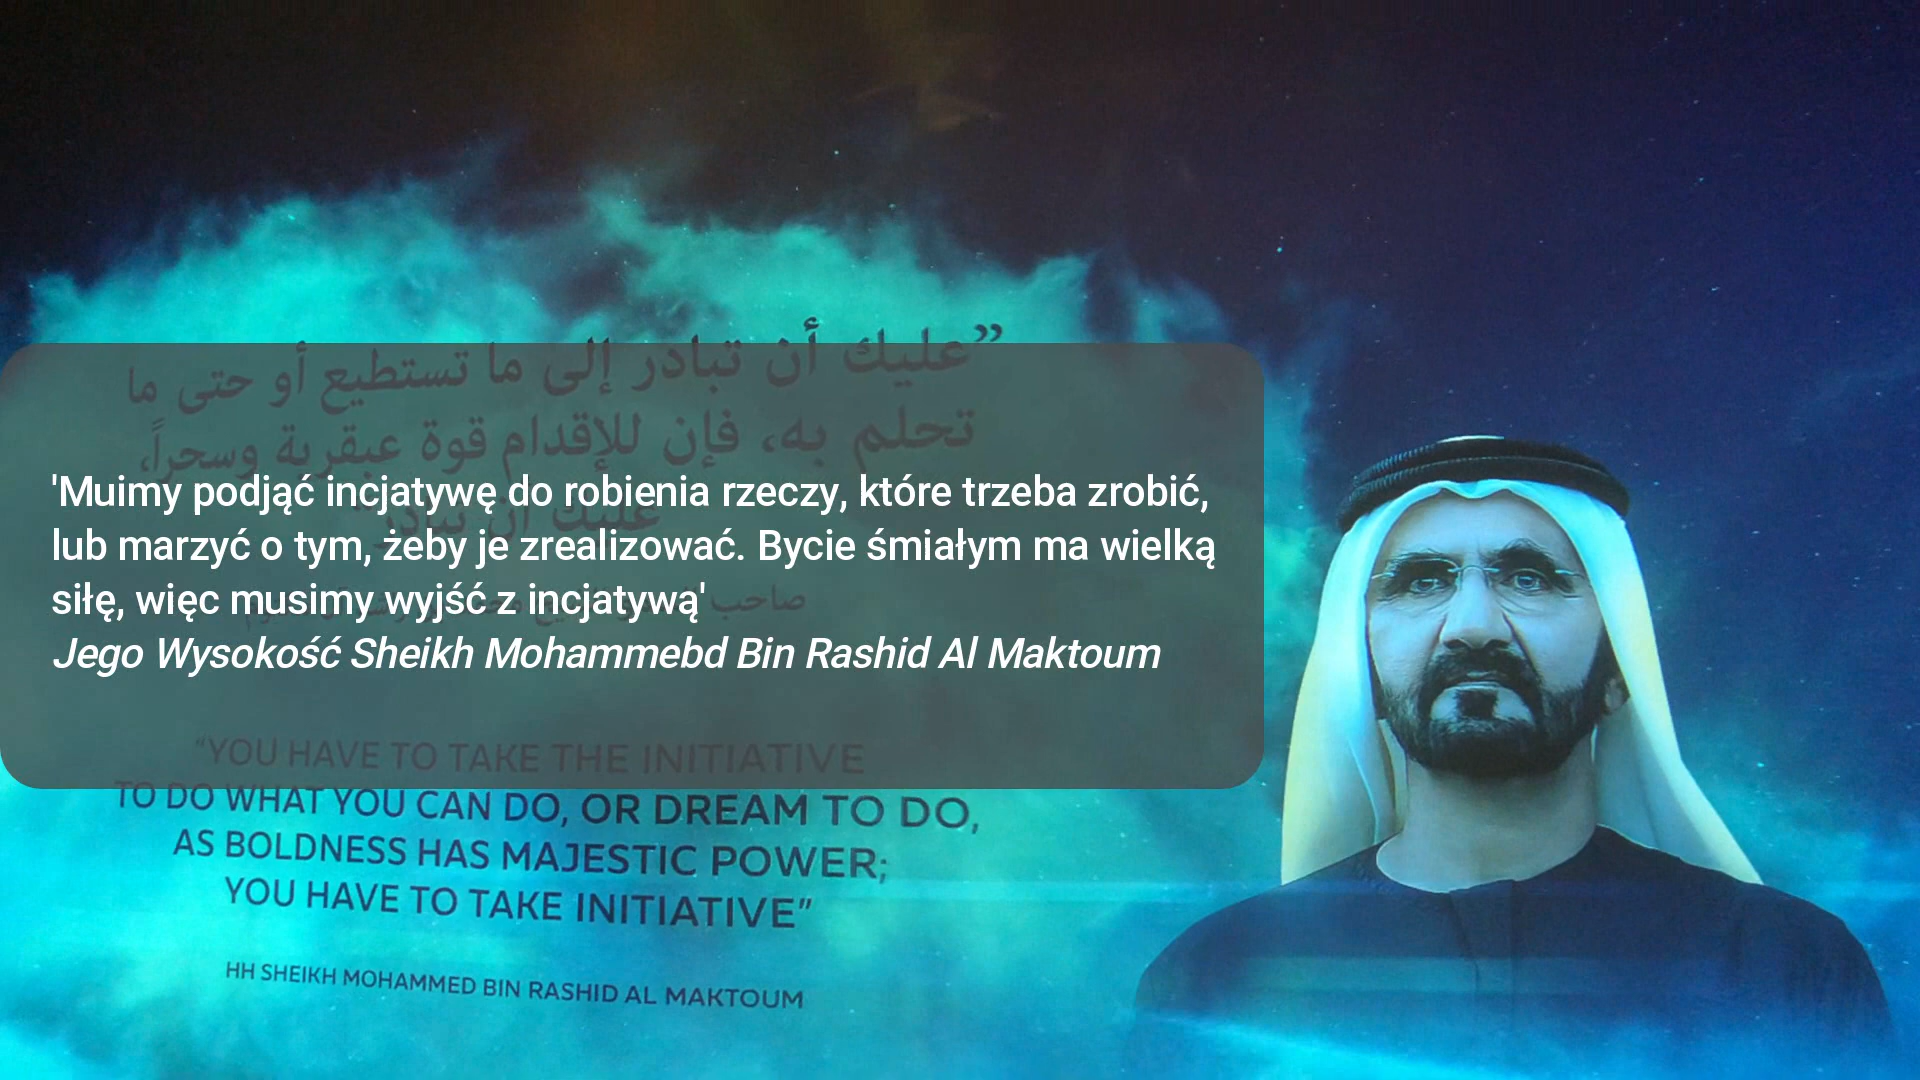 ”عليك أن تبادر إلى ما تستطيع أو حتى ما
تحلم به، فإن للإقدام قوة عبقرية وسحراً،
عليك أن تبادر“
صاحب
'Muimy podjąć incjatywę do robienia rzeczy, które trzeba zrobić,
lub marzyć o tym, żeby je zrealizować. Bycie śmiałym ma wielką
siłę, więc musimy wyjść z incjatywą'
Jego Wysokość Sheikh Mohammebd Bin Rashid Al Maktoum
“YOU HAVE TO TAKE THE INITIATIVE
TO DO WHAT YOU CAN DO, OR DREAM TO DO,
AS BOLDNESS HAS MAJESTIC POWER;
YOU HAVE TO TAKE INITIATIVE”
HH SHEIKH MOHAMMED BIN RASHID AL MAKTOUM